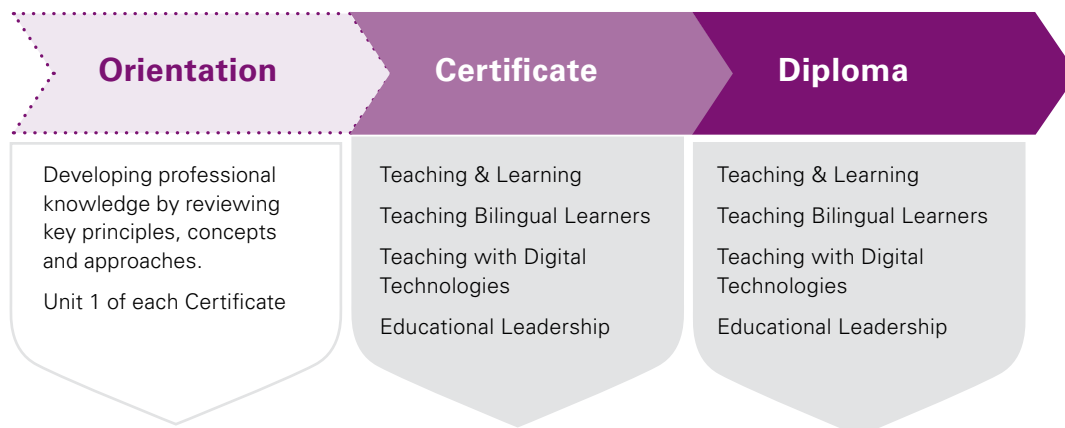 Orientation
Certificate
Diploma
Developing professional
knowledge by reviewing
key principles, concepts
and approaches.
Unit 1 of each Certificate
Teaching & Learning
Teaching Bilingual Learners
Teaching with Digital
Technologies
Educational Leadership
Teaching & Learning
Teaching Bilingual Learners
Teaching with Digital
Technologies
Educational Leadership